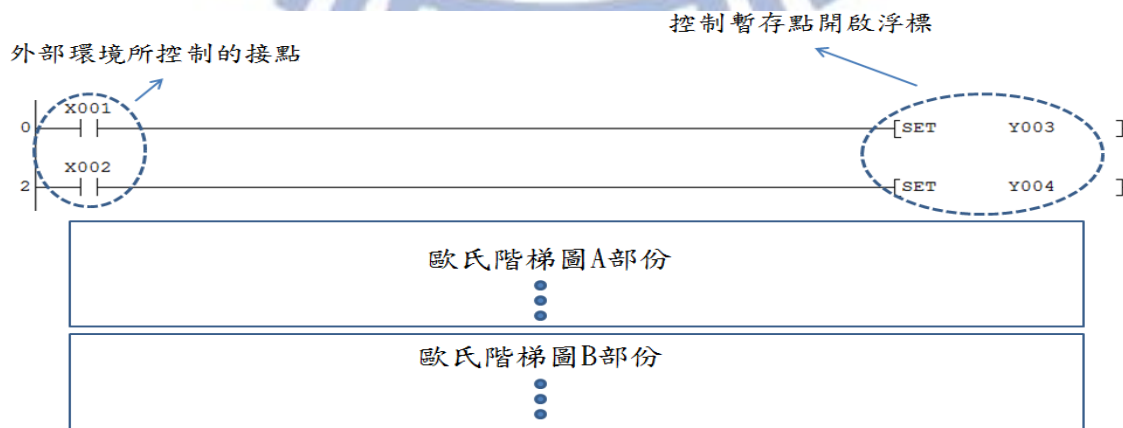 控制暫存點開啟浮標
外部環境所控制的接點
X001
0 [SET Y003 ]
X002
2 [SET Y004 ]
歐氏階梯圖A部份
歐氏階梯圖B部份